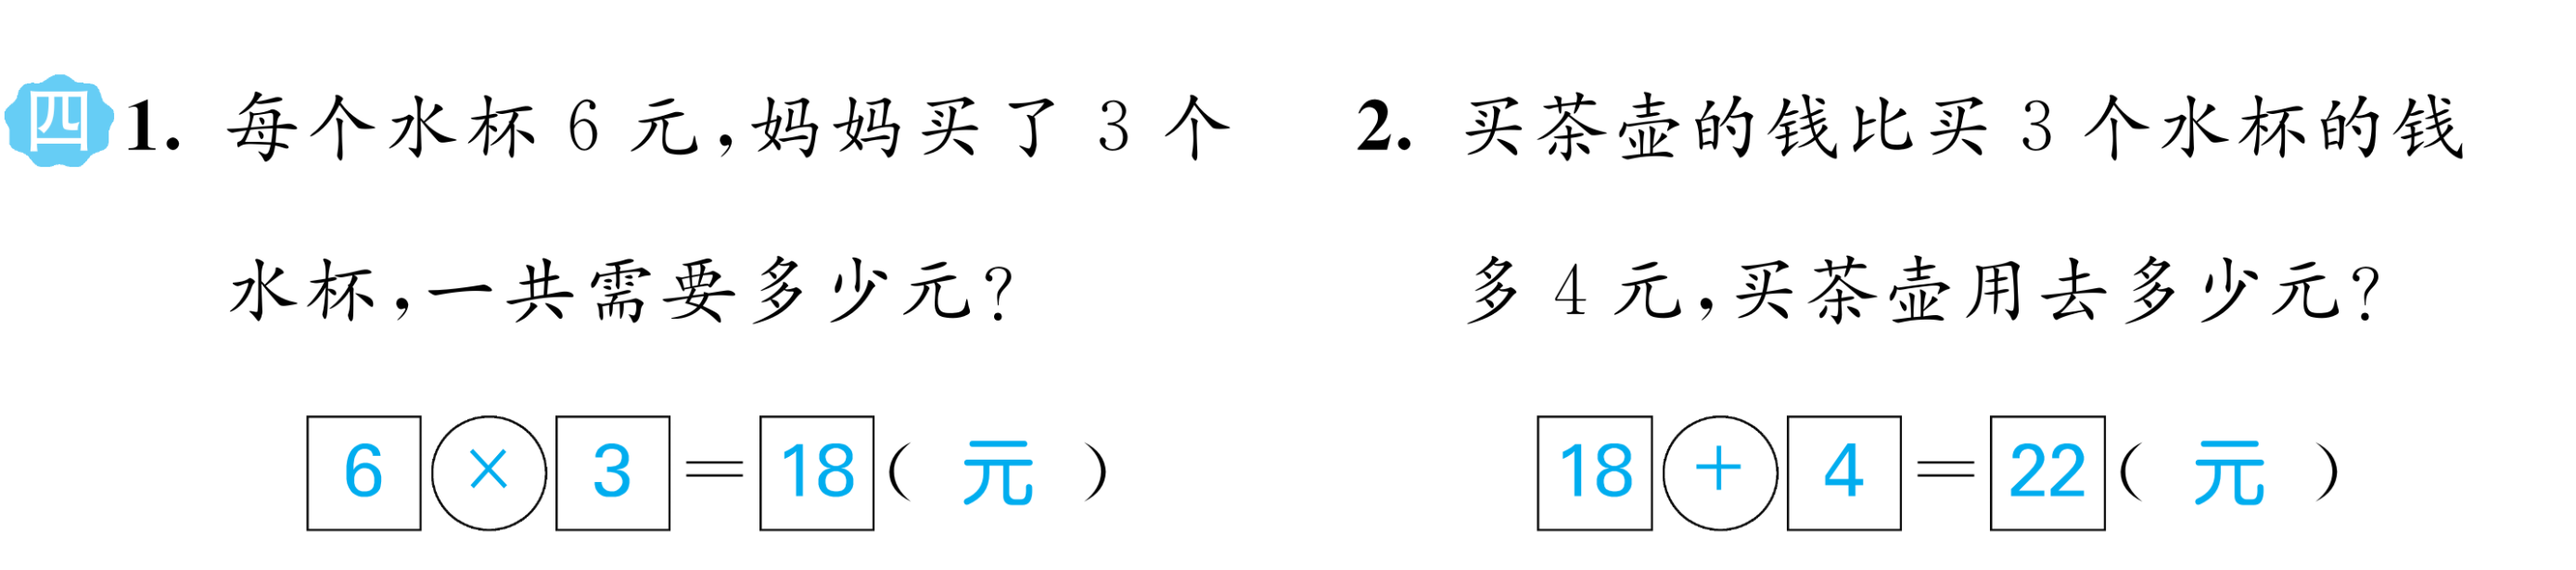 四 1. 每个水杯 6 元,妈妈买了 3 个
水杯,一共需要多少元?
6 × 3 = 18 ( 元 )
2. 买茶壶的钱比买 3 个水杯的钱
多 4 元,买茶壶用去多少元?
18 + 4 = 22 ( 元 )